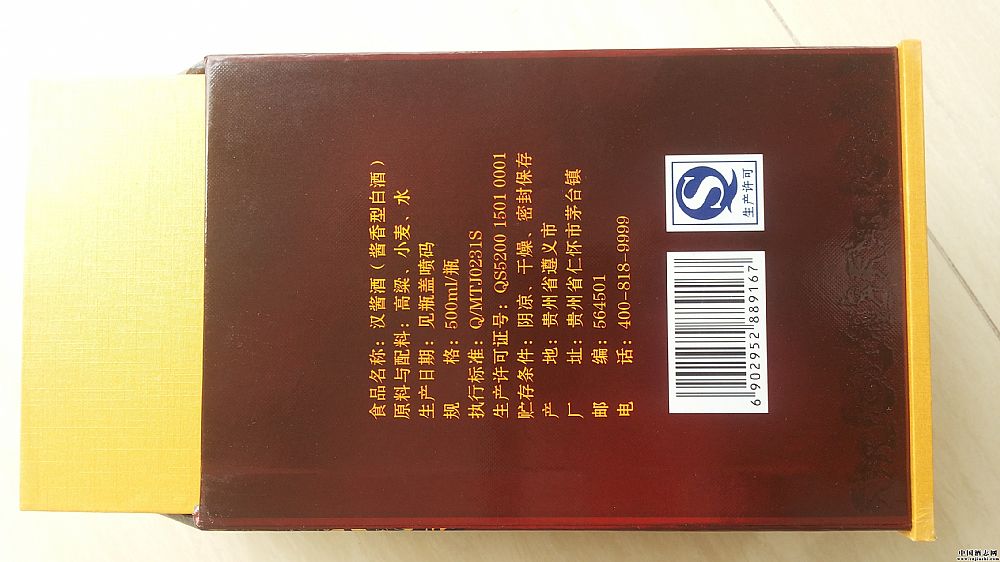 食品名称：汉酱酒（酱香型白酒）
原料与配料：高粱、小麦、水
生产日期：见瓶盖喷码
规 格：500ml/瓶
执行标准：Q/MTJJ0231S
生产许可证号：QS5200 1501 0001
贮存条件：阴凉、干燥、密封保存
产 地：贵州省遵义市
厂 址：贵州省仁怀市茅台镇
邮 编：564501
电 话：400-818-9999
QS
生产许可
6 902952 889167
中国酒志网
www.cnjiuzhi.com